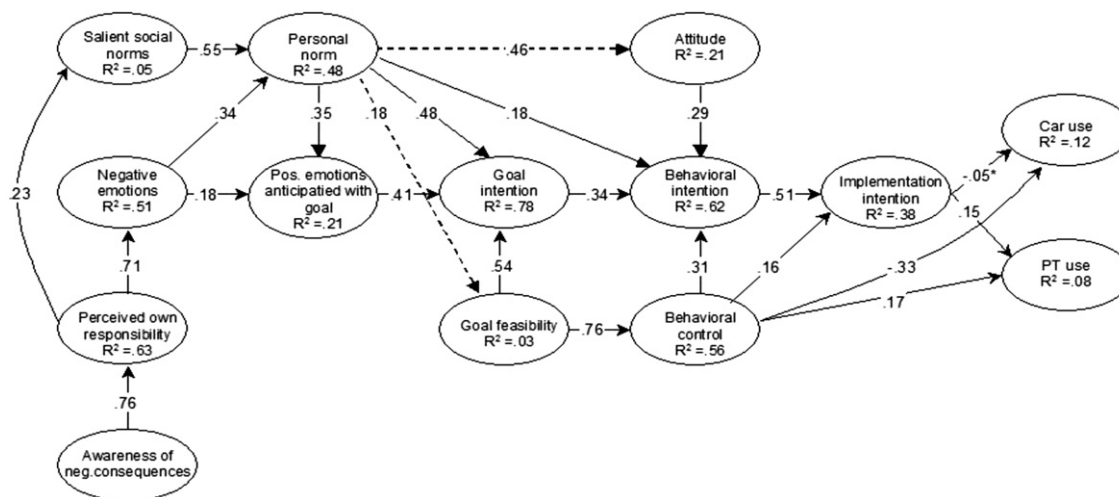 Salient social
norms
R² =.05
.55
Personal
norm
R² =.48
.46
Attitude
R² =.21
.34
.35
.18
.48
.18
.29
Car use
R² =.12
.23
Negative
emotions
R² =.51
.18
Pos. emotions
anticipatied with
goal
R² =.21
.41
Goal
intention
R² =.78
.34
Behavioral
intention
R² =.62
.51
Implementation
intention
R² =.38
-.05*
.15
.71
.54
.31
.16
-.33
.17
PT use
R² =.08
Perceived own
responsibility
R² =.63
Goal feasibility
R² =.03
.76
Behavioral
control
R² =.56
.76
Awareness of
neg.consequences